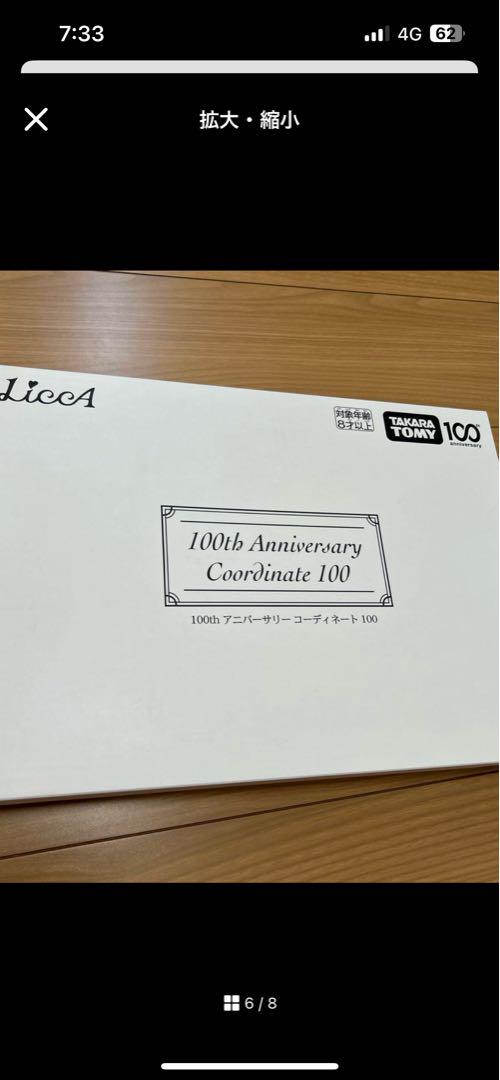 7:33
4G 62
拡大・縮小
LiccA
対象年齢
8才以上
TAKARA
TOMY
100th
anniversary
100th Anniversary
Coordinate 100
100th アニバーサリー コーディネート 100
6 / 8